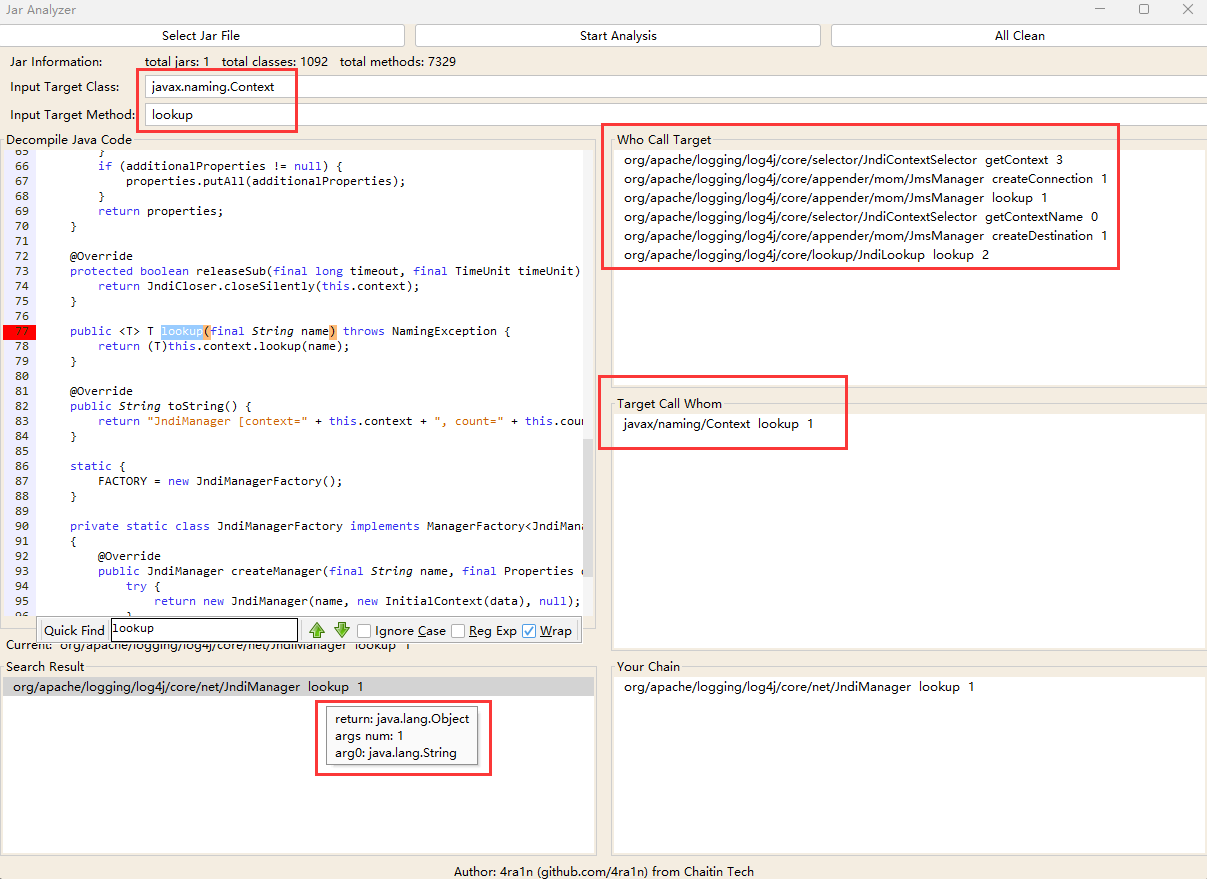 Jar Analyzer
Select Jar File
Start Analysis
All Clean
Jar Information: total jars: 1 total classes: 1092 total methods: 7329
Input Target Class: javax.naming.Context
Input Target Method: lookup
Decompile Java Code
65 }
66 if (additionalProperties != null) {
67 properties.putAll(additionalProperties);
68 }
69 return properties;
70 }
71
72 @Override
73 protected boolean releaseSub(final long timeout, final TimeUnit timeUnit)
74 return JndiCloser.closeSilently(this.context);
75 }
76
77 public <T> T lookup(final String name) throws NamingException {
78 return (T)this.context.lookup(name);
79 }
80
81 @Override
82 public String toString() {
83 return "JndiManager [context=" + this.context + ", count=" + this.cou
84 }
85
86 static {
87 FACTORY = new JndiManagerFactory();
88 }
89
90 private static class JndiManagerFactory implements ManagerFactory<JndiMana
91 {
92 @Override
93 public JndiManager createManager(final String name, final Properties
94 try {
95 return new JndiManager(name, new InitialContext(data), null);
96 }
Quick Find lookup Ignore Case Reg Exp Wrap
Current: org/apache/logging/log4j/core/net/JndiManager lookup 1
Search Result
org/apache/logging/log4j/core/net/JndiManager lookup 1
return: java.lang.Object
args num: 1
arg0: java.lang.String
Who Call Target
org/apache/logging/log4j/core/selector/JndiContextSelector getContext 3
org/apache/logging/log4j/core/appender/mom/JmsManager createConnection 1
org/apache/logging/log4j/core/appender/mom/JmsManager lookup 1
org/apache/logging/log4j/core/selector/JndiContextSelector getContextName 0
org/apache/logging/log4j/core/appender/mom/JmsManager createDestination 1
org/apache/logging/log4j/core/lookup/JndiLookup lookup 2
Target Call Whom
javax/naming/Context lookup 1
Your Chain
org/apache/logging/log4j/core/net/JndiManager lookup 1
Author: 4ra1n (github.com/4ra1n) from Chaitin Tech